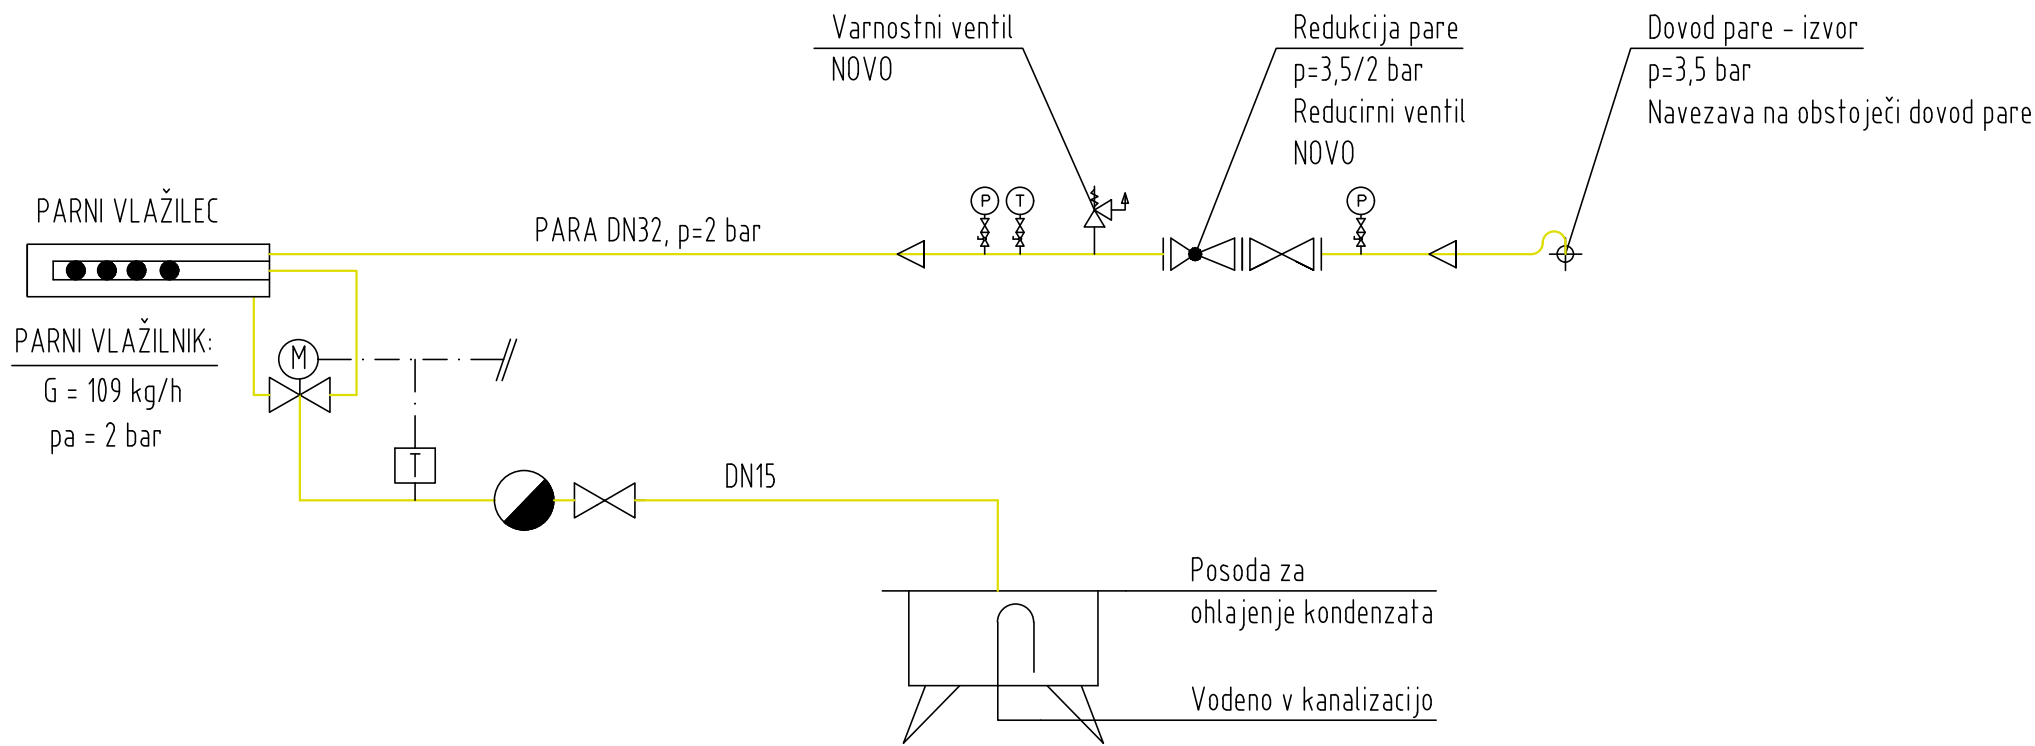 Varnostni ventil
NOVO
Redukcija pare
p=3,5/2 bar
Reducirni ventil
NOVO
Dovod pare - izvor
p=3,5 bar
Navezava na obstoječi dovod pare
P
T
P
PARNI VLAŽILEC
PARA DN32, p=2 bar
PARNI VLAŽILNIK:
G = 109 kg/h
pa = 2 bar
M
T
DN15
Posoda za
ohlajenje kondenzata
Vodeno v kanalizacijo